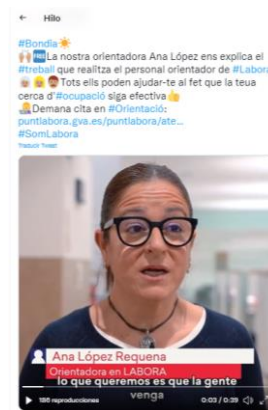 ← Hilo
#Bondia
FREE La nostra orientadora Ana López ens explica el
#treball que realitza el personal orientador de #Labora
Tots ells poden ajudar-te al fet que la teua
cerca d'#ocupació siga efectiva
Demana cita en #Orientació:
puntlabora.gva.es/puntlabora/ate...
#SomLabora
Traducir Tweet
Ana López Requena
Orientadora en LABORA
lo que queremos es que la gente
venga
186 reproducciones
0:03 / 0:39